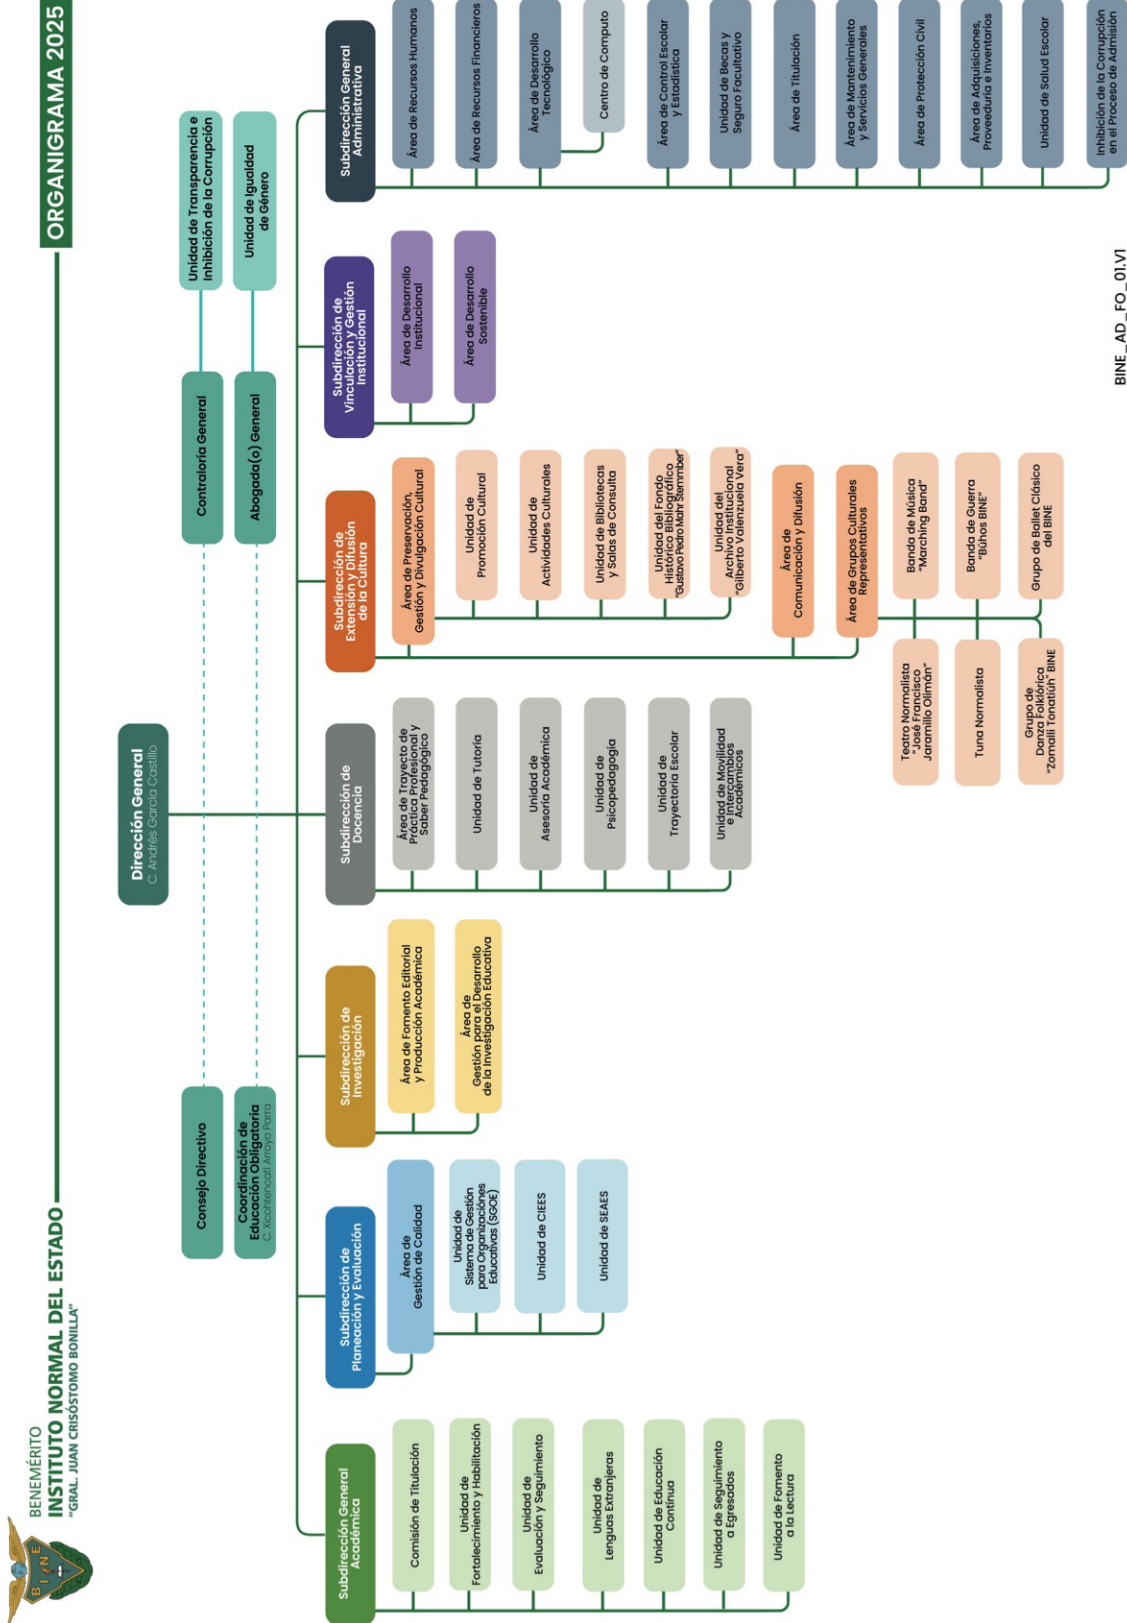 BENEMÉRITO
INSTITUTO NORMAL DEL ESTADO
"GRAL. JUAN CRISÓSTOMO BONILLA"
BINE
ORGANIGRAMA 2025
Dirección General
C. Andrés García Castillo
Consejo Directivo
Contraloría General
Unidad de Transparencia e
Inhibición de la Corrupción
Coordinación de
Educación Obligatoria
C. Xicohtencatl Arroyo Parra
Abogada(o) General
Unidad de Igualdad
de Género
Subdirección General
Académica
Comisión de Titulación
Unidad de
Fortalecimiento y Habilitación
Unidad de
Evaluación y Seguimiento
Unidad de
Lenguas Extranjeras
Unidad de Educación
Continua
Unidad de Seguimiento
a Egresados
Unidad de Fomento
a la Lectura
Subdirección de
Planeación y Evaluación
Área de
Gestión de Calidad
Unidad de
Sistema de Gestión
para Organizaciónes
Educativas (SGOE)
Unidad de CIEES
Unidad de SEAES
Subdirección de
Investigación
Área de Fomento Editorial
y Producción Académica
Área de
Gestión para el Desarrollo
de la Investigación Educativa
Subdirección de
Docencia
Área de Trayecto de
Práctica Profesional y
Saber Pedagógico
Unidad de Tutoría
Unidad de
Asesoría Académica
Unidad de
Psicopedagogía
Unidad de
Trayectoria Escolar
Unidad de Movilidad
e Intercambios
Académicos
Subdirección de
Extensión y Difusión
de la Cultura
Área de Preservación,
Gestión y Divulgación Cultural
Unidad de
Promoción Cultural
Unidad de
Actividades Culturales
Unidad de Bibliotecas
y Salas de Consulta
Unidad del Fondo
Histórico Bibliográfico
"Gustavo Pedro Mahr Stemmber"
Unidad del
Archivo Institucional
"Gilberto Valenzuela Vera"
Área de
Comunicación y Difusión
Área de Grupos Culturales
Representativos
Teatro Normalista
"José Francisco
Jaramillo Olimán"
Banda de Música
"Marching Band"
Tuna Normalista
Banda de Guerra
"Búhos BINE"
Grupo de
Danza Folklórica
"Zomalli Tonatiúh" BINE
Grupo de Ballet Clásico
del BINE
Subdirección de
Vinculación y Gestión
Institucional
Área de Desarrollo
Institucional
Área de Desarrollo
Sostenible
Subdirección General
Administrativa
Área de Recursos Humanos
Área de Recursos Financieros
Área de Desarrollo
Tecnológico
Centro de Computo
Área de Control Escolar
y Estadística
Unidad de Becas y
Seguro Facultativo
Área de Titulación
Área de Mantenimiento
y Servicios Generales
Área de Protección Civil
Área de Adquisiciones,
Proveeduría e Inventarios
Unidad de Salud Escolar
Inhibición de la Corrupción
en el Proceso de Admisión
BINE_AD_FO_01.V1